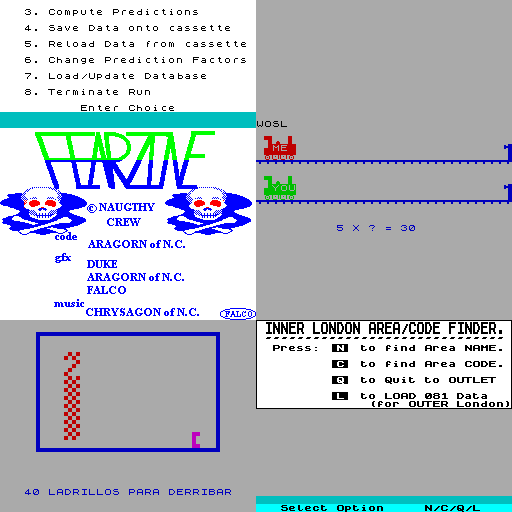 3. Compute Predictions
4. Save Data onto cassette
5. Reload Data from cassette
6. Change Prediction Factors
7. Load/Update Database
8. Terminate Run
Enter Choice
WOSL
ME
YOU
5 X ? = 30
FEARZINE
© NAUGTHY
CREW
code
ARAGORN of N.C.
gfx
DUKE
ARAGORN of N.C.
FALCO
music
CHRYSAGON of N.C.
FALCO
40 LADRILLOS PARA DERRIBAR
INNER LONDON AREA/CODE FINDER.
Press: N to find Area NAME.
C to find Area CODE.
Q to Quit to OUTLET
L to LOAD 081 Data
(for OUTER London)
Select Option N/C/Q/L